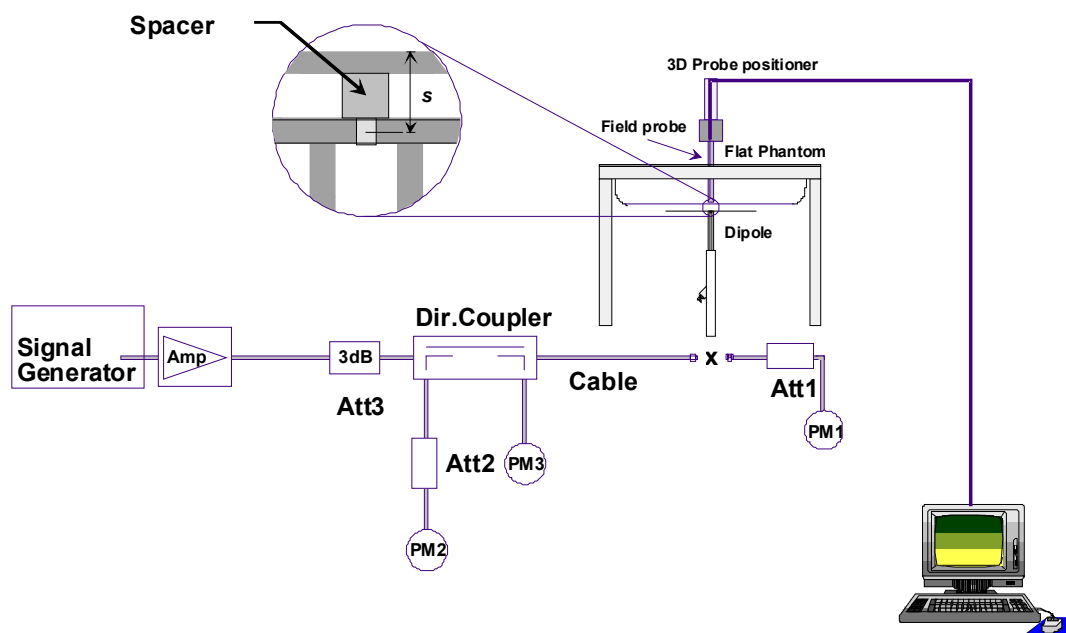 Spacer
s
3D Probe positioner
Field probe
Flat Phantom
Dipole
Dir.Coupler
Signal
Generator
Amp
3dB
Att3
Cable
x
Att1
PM1
Att2
PM3
PM2